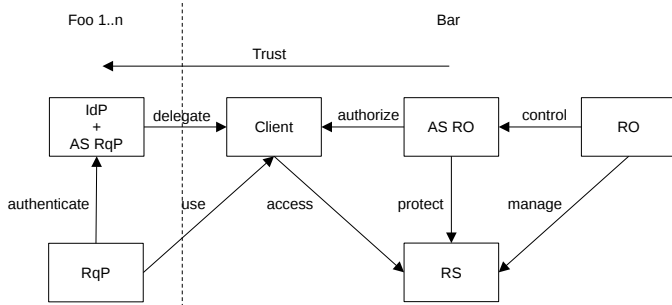 Foo 1..n
Bar
Trust
IdP
+
AS RqP
delegate
Client
authorize
AS RO
control
RO
authenticate
use
access
protect
manage
RqP
RS